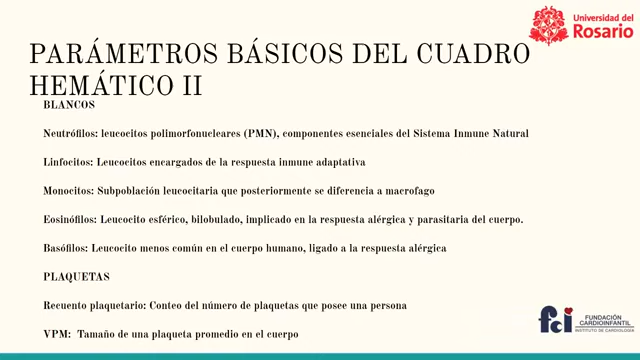 Universidad del
Rosario
PARÁMETROS BÁSICOS DEL CUADRO
HEMÁTICO II
BLANCOS
Neutrófilos: leucocitos polimorfonucleares (PMN), componentes esenciales del Sistema Inmune Natural
Linfocitos: Leucocitos encargados de la respuesta inmune adaptativa
Monocitos: Subpoblación leucocitaria que posteriormente se diferencia a macrofago
Eosinófilos: Leucocito esférico, bilobulado, implicado en la respuesta alérgica y parasitaria del cuerpo.
Basófilos: Leucocito menos común en el cuerpo humano, ligado a la respuesta alérgica
PLAQUETAS
Recuento plaquetario: Conteo del número de plaquetas que posee una persona
VPM: Tamaño de una plaqueta promedio en el cuerpo
fci
FUNDACIÓN
CARDIOINFANTIL
INSTITUTO DE CARDIOLOGÍA